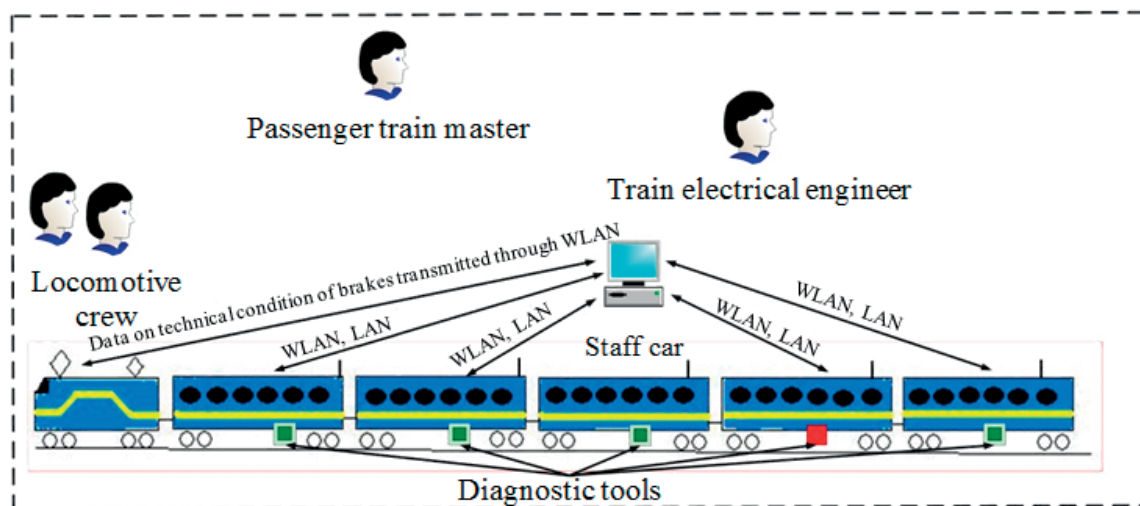 Passenger train master
Train electrical engineer
Locomotive
crew
Data on technical condition of brakes transmitted through WLAN
WLAN, LAN
WLAN, LAN
WLAN, LAN
WLAN, LAN
Staff car
Diagnostic tools